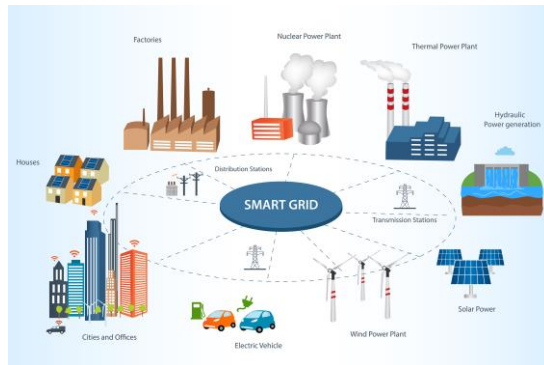 Nuclear Power Plant
Factories
Thermal Power Plant
Hydraulic
Power generation
Houses
Distribution Stations
SMART GRID
Transmission Stations
Solar Power
Wind Power Plant
Cities and Offices
Electric Vehicle